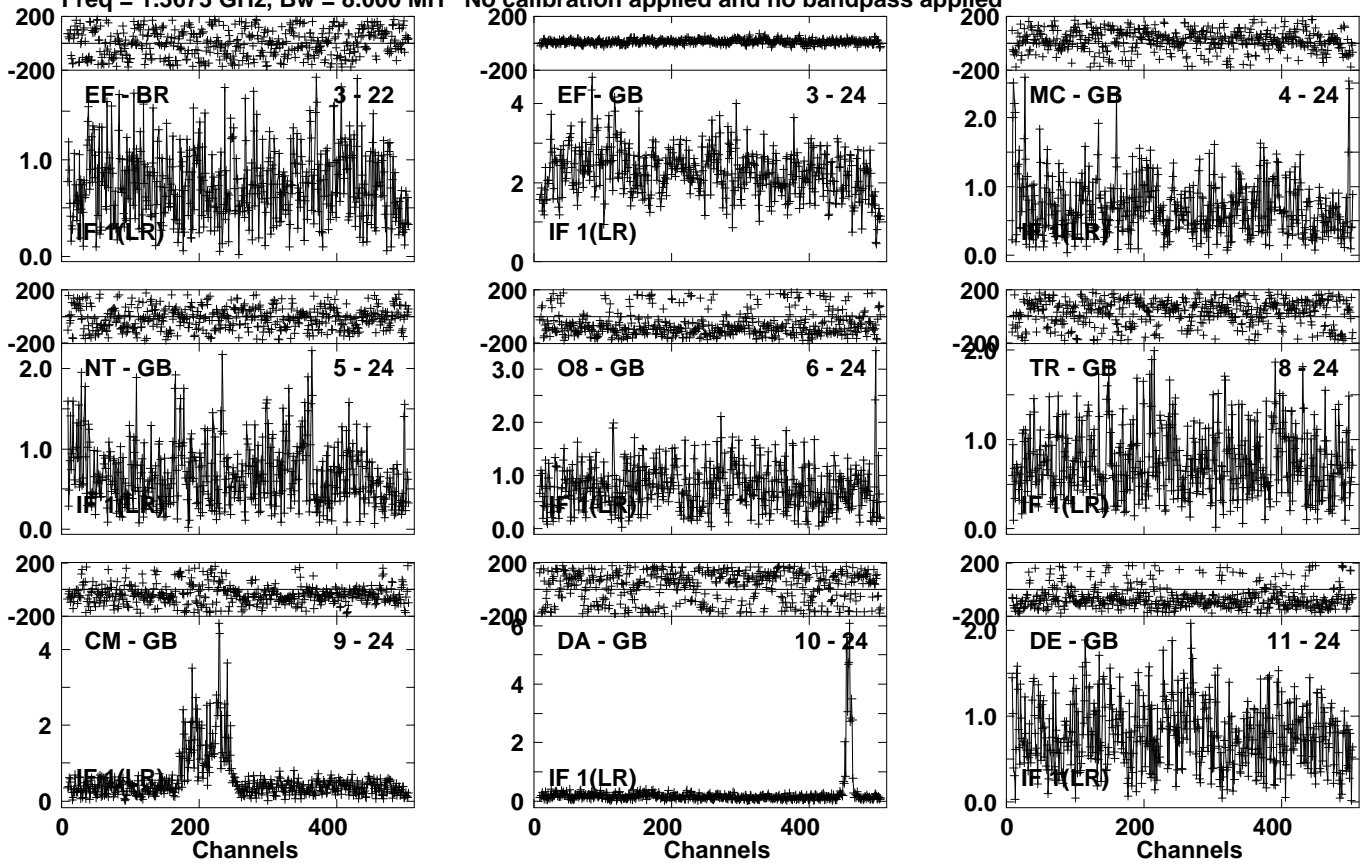 Freq = 1.3673 GHz, Bw = 8.000 MH No calibration applied and no bandpass applied
200
-200
EF - BR 3 - 22
1.0
IF 1(LR)
0.0
200
-200
EF - GB 3 - 24
4
2
IF 1(LR)
0
200
-200
MC - GB 4 - 24
2.0
1.0
IF 1(LR)
0.0
200
-200
2.0
NT - GB 5 - 24
1.0
IF 1(LR)
0.0
200
-200
3.0
O8 - GB 6 - 24
2.0
1.0
IF 1(LR)
0.0
200
-200
2.0
TR - GB 8 - 24
1.0
IF 1(LR)
0.0
200
-200
CM - GB 9 - 24
4
2
IF 1(LR)
0
0 200 400
Channels
200
-200
6
DA - GB 10 - 24
4
2
IF 1(LR)
0
0 200 400
Channels
200
-200
2.0
DE - GB 11 - 24
1.0
IF 1(LR)
0.0
0 200 400
Channels